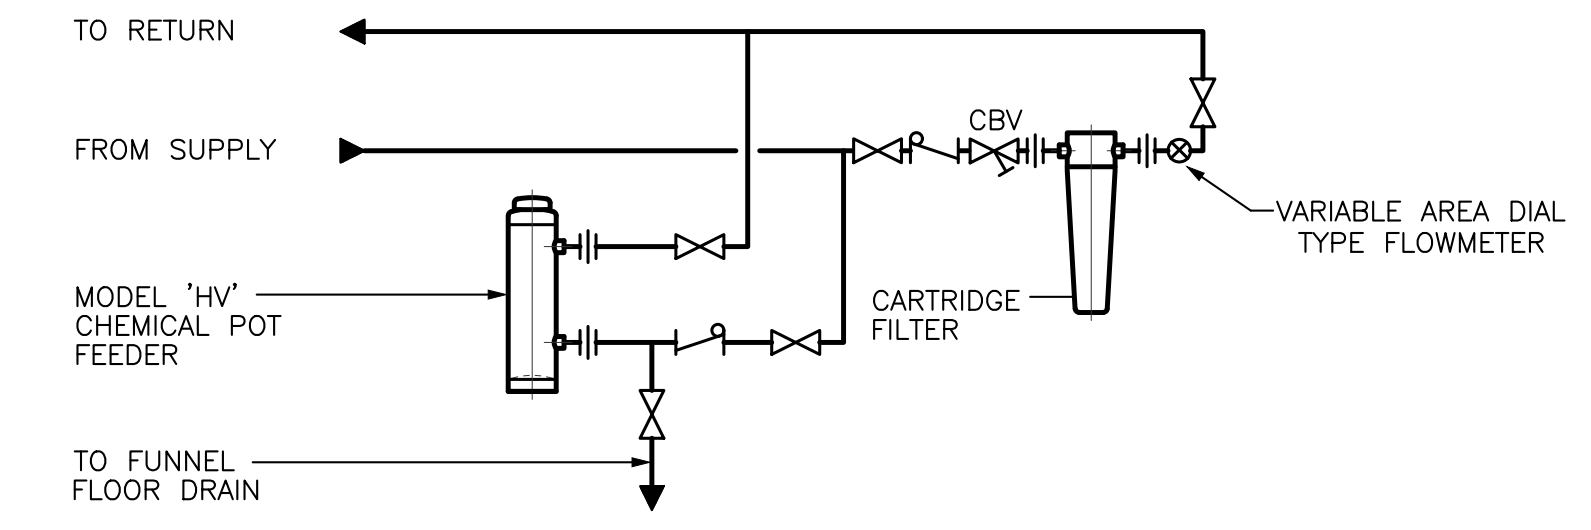 TO RETURN
FROM SUPPLY
CBV
VARIABLE AREA DIAL
TYPE FLOWMETER
MODEL 'HV'
CHEMICAL POT
FEEDER
CARTRIDGE
FILTER
TO FUNNEL
FLOOR DRAIN